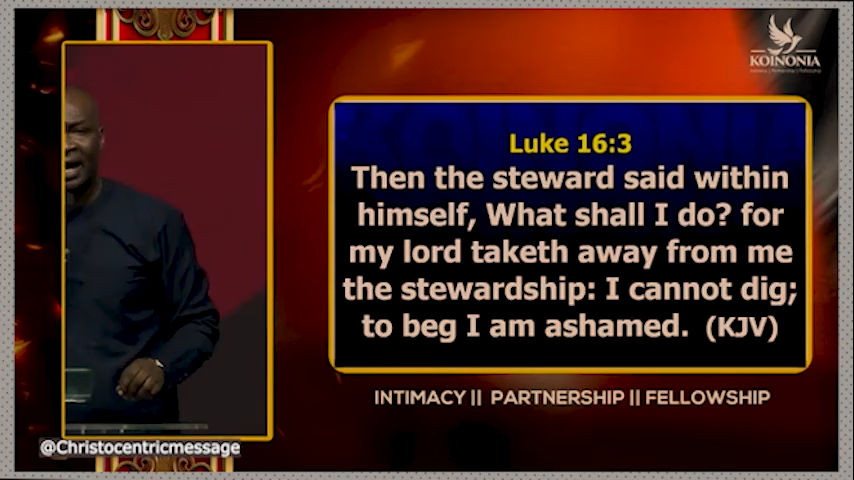 KOINONIA
Luke 16:3
Then the steward said within
himself, What shall I do? for
my lord taketh away from me
the stewardship: I cannot dig;
to beg I am ashamed. (KJV)
INTIMACY || PARTNERSHIP || FELLOWSHIP
@Christocentricmessage